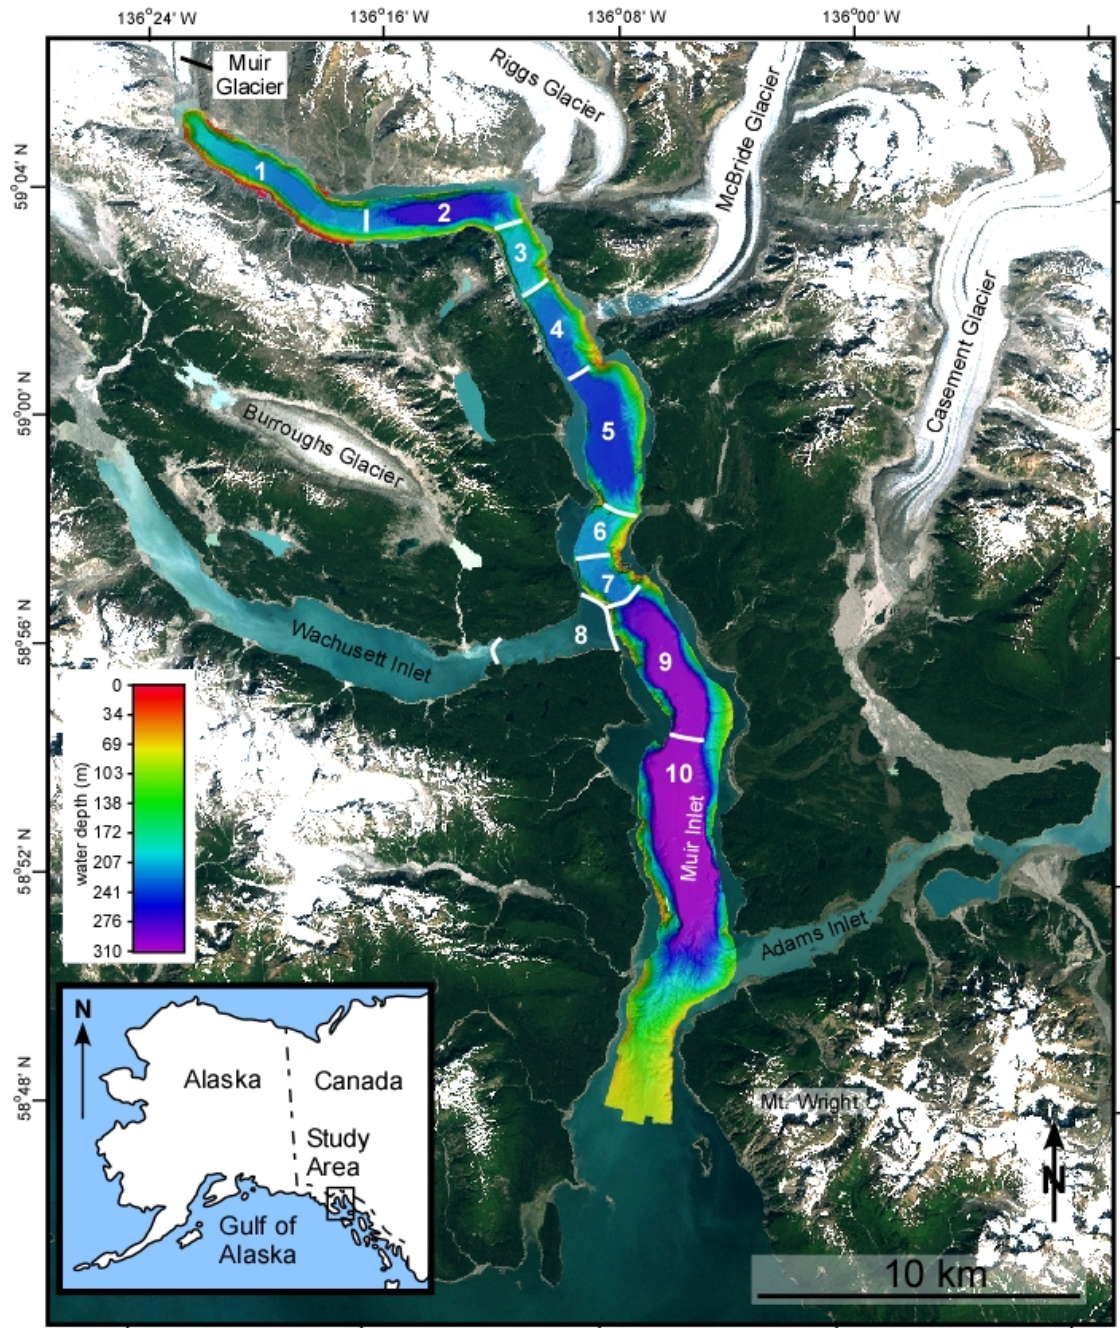 136°24' W
136°16' W
136°08' W
136°00' W
Muir
Glacier
Riggs Glacier
McBride Glacier
59°04' N
1
2
3
4
Casement Glacier
59°00' N
Burroughs Glacier
5
6
7
58°56' N
Wachusett Inlet
8
9
10
Muir Inlet
water depth (m)
0
34
69
103
138
172
207
241
276
310
58°52' N
Adams Inlet
58°48' N
Mt. Wright
N
Alaska
Canada
Study
Area
Gulf of
Alaska
N
10 km